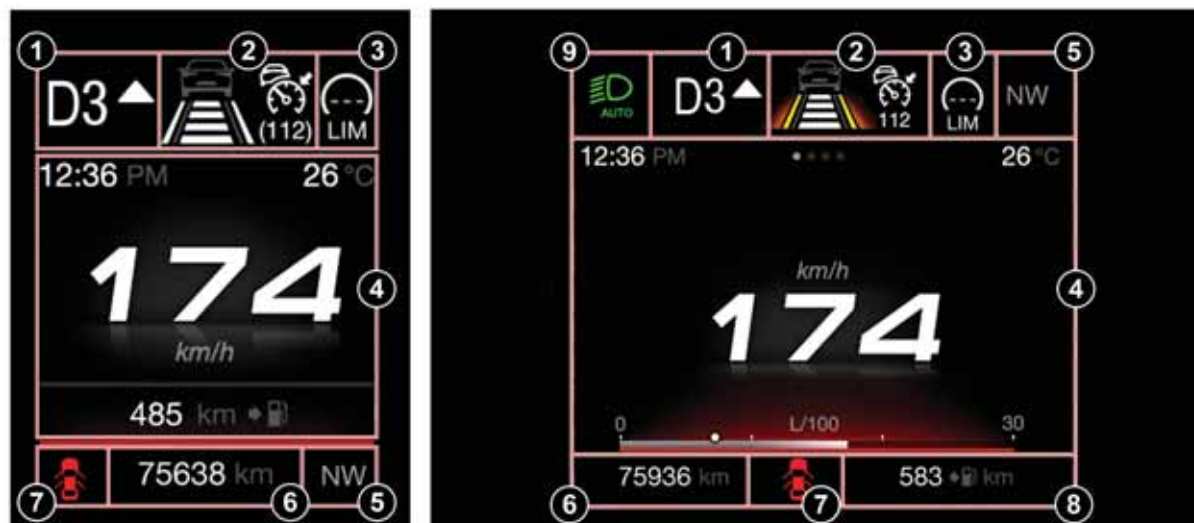 1 2 3
D3 (112) --- LIM
12:36 PM 26 °C
174
km/h
4
485 km
75638 km NW
7 6 5
9 1 2 3 5
AUTO D3 112 --- LIM NW
12:36 PM 26 °C
km/h
174
4
0 L/100 30
75936 km 583 km
6 7 8